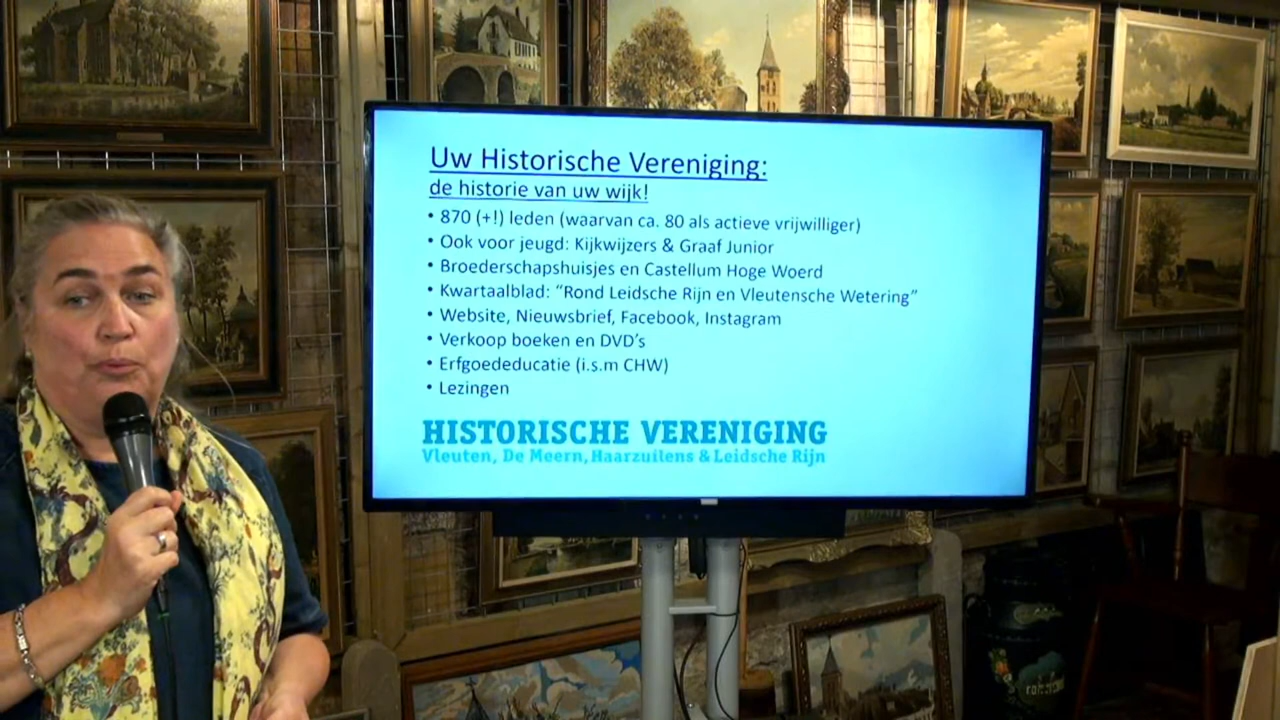 Uw Historische Vereniging:
de historie van uw wijk!
• 870 (+!) leden (waarvan ca. 80 als actieve vrijwilliger)
• Ook voor jeugd: Kijkwijzers & Graaf Junior
• Broederschapshuisjes en Castellum Hoge Woerd
• Kwartaalblad: “Rond Leidsche Rijn en Vleutensche Wetering”
• Website, Nieuwsbrief, Facebook, Instagram
• Verkoop boeken en DVD’s
• Erfgoededucatie (i.s.m CHW)
• Lezingen
HISTORISCHE VERENIGING
Vleuten, De Meern, Haarzuilens & Leidsche Rijn